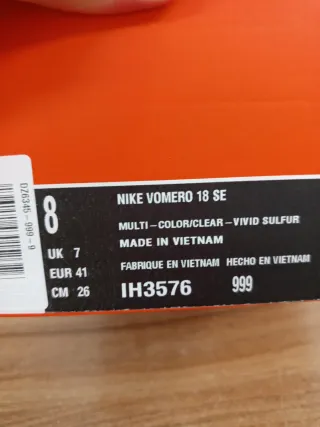 NIKE VOMERO 18 SE
8
MULTI-COLOR/CLEAR-VIVID SULFUR
MADE IN VIETNAM
UK 7
FABRIQUE EN VIETNAM HECHO EN VIETNAM
EUR 41
CM 26
IH3576 999
DZ6345-999-9